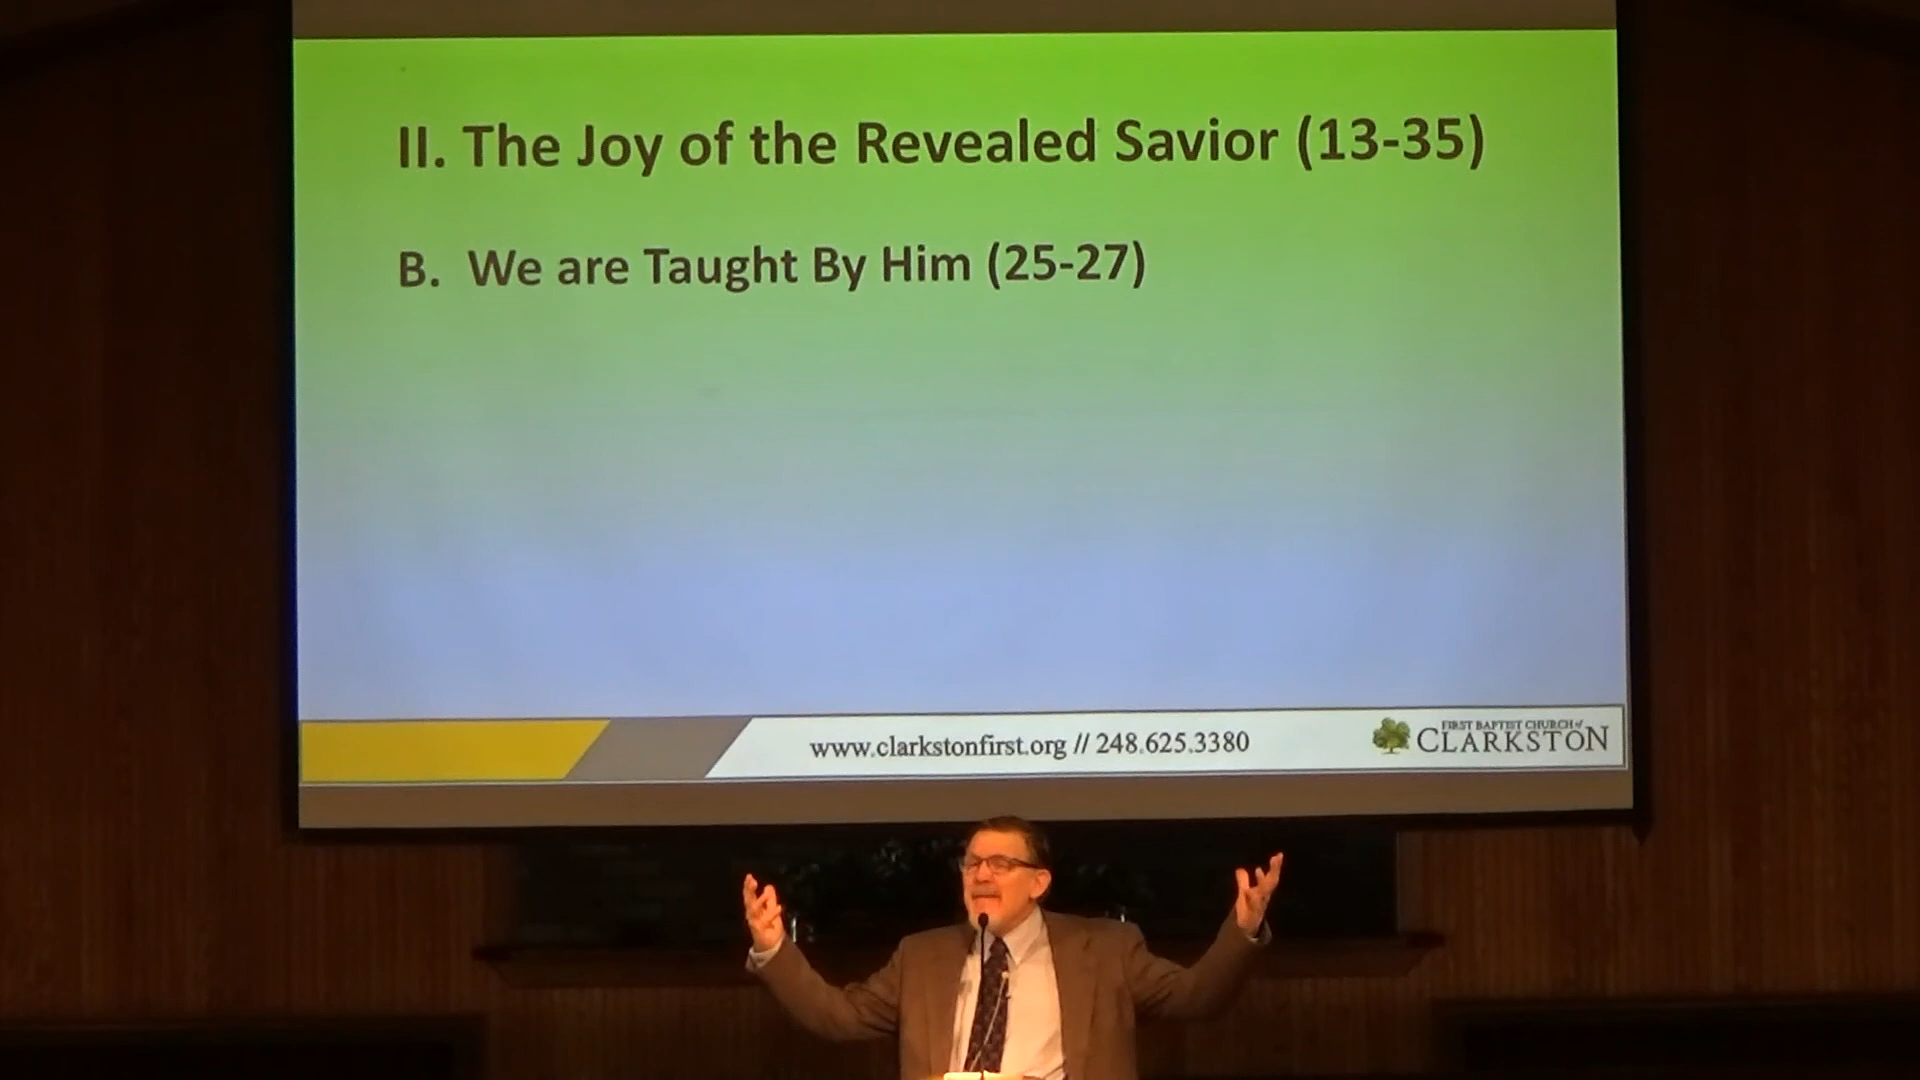 II. The Joy of the Revealed Savior (13-35)
B. We are Taught By Him (25-27)
www.clarkstonfirst.org // 248.625.3380
FIRST BAPTIST CHURCH of
CLARKSTON